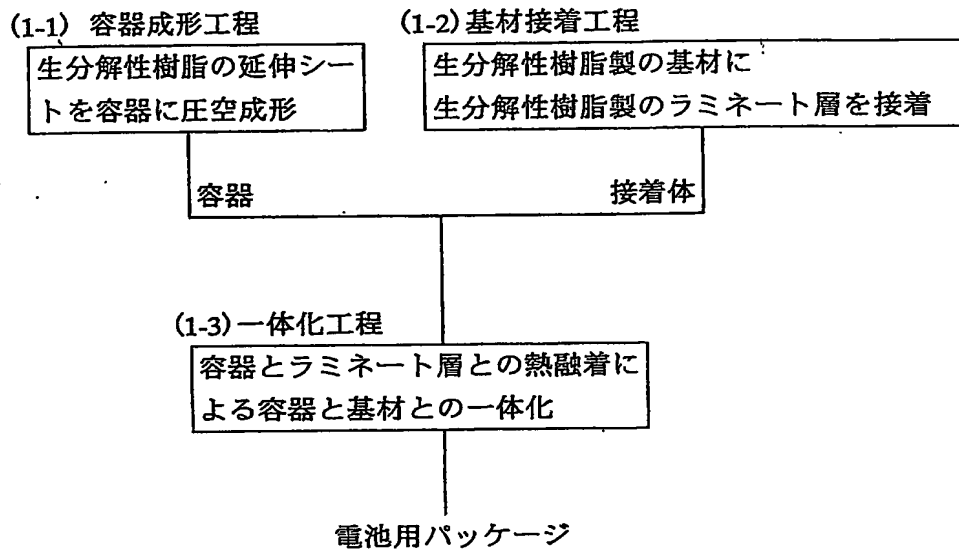 (1-1) 容器成形工程
生分解性樹脂の延伸シー
トを容器に圧空成形
(1-2)基材接着工程
生分解性樹脂製の基材に
生分解性樹脂製のラミネート層を接着
容器
接着体
(1-3)一体化工程
容器とラミネート層との熱融着に
よる容器と基材との一体化
電池用パッケージ